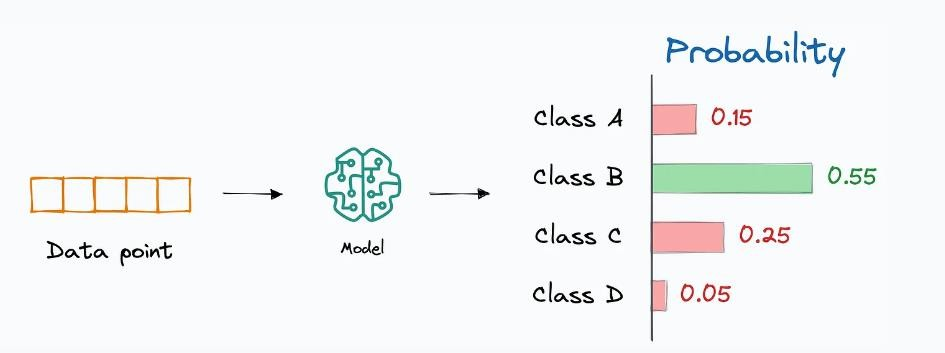 Probability
Class A 0.15
Class B 0.55
Class C 0.25
Class D 0.05
Data point
Model